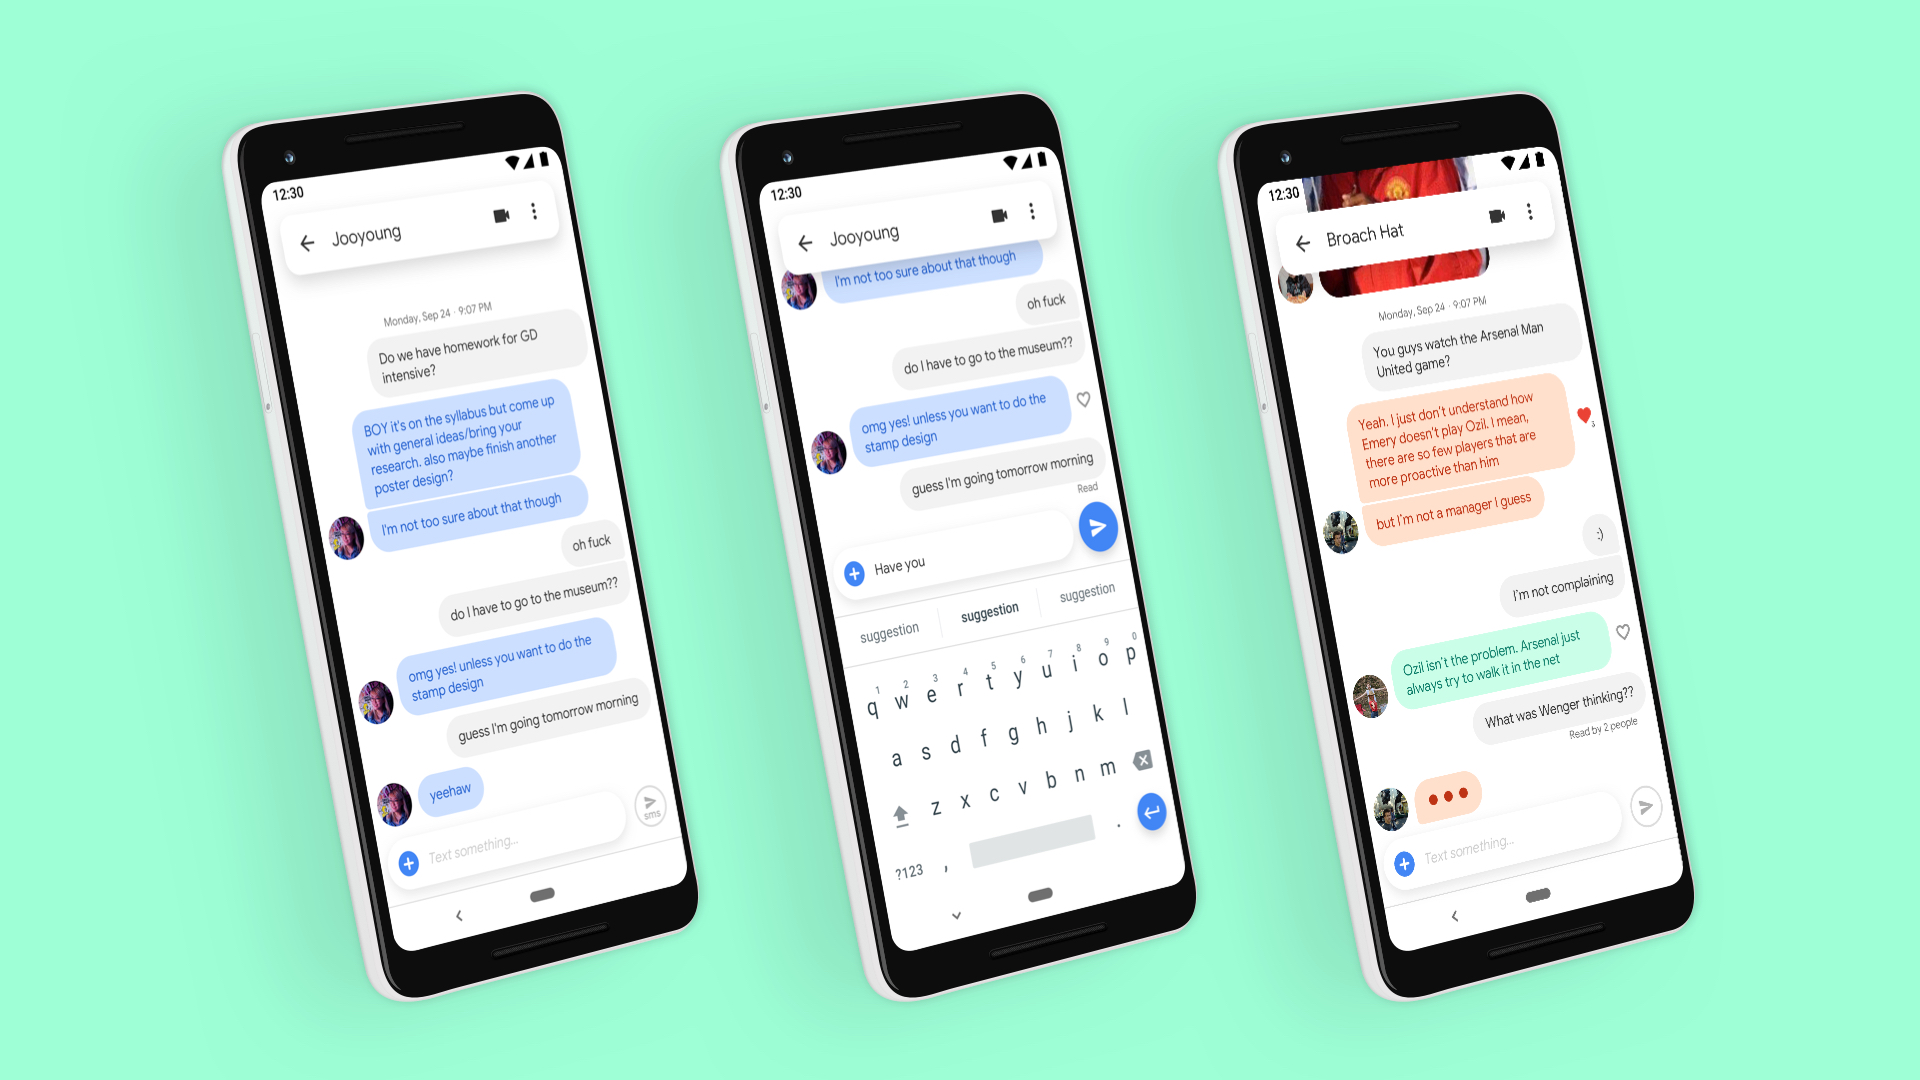 12:30
Jooyoung
Monday, Sep 24 · 9:07 PM
Do we have homework for GD
intensive?
BOY it's on the syllabus but come up
with general ideas/bring your
research. also maybe finish another
poster design?
I'm not too sure about that though
oh fuck
do I have to go to the museum??
omg yes! unless you want to do the
stamp design
guess I'm going tomorrow morning
yeehaw
Text something...
sms
12:30
Jooyoung
I'm not too sure about that though
oh fuck
do I have to go to the museum??
omg yes! unless you want to do the
stamp design
guess I'm going tomorrow morning
Read
Have you
suggestion suggestion suggestion
1 2 3 4 5 6 7 8 9 0
q w e r t y u i o p
a s d f g h j k l
z x c v b n m
?123 , .
12:30
Broach Hat
Monday, Sep 24 · 9:07 PM
You guys watch the Arsenal Man
United game?
Yeah. I just don't understand how
Emery doesn't play Ozil. I mean,
there are so few players that are
more proactive than him
3
but I'm not a manager I guess
:)
I'm not complaining
Ozil isn't the problem. Arsenal just
always try to walk it in the net
What was Wenger thinking??
Read by 2 people
Text something...